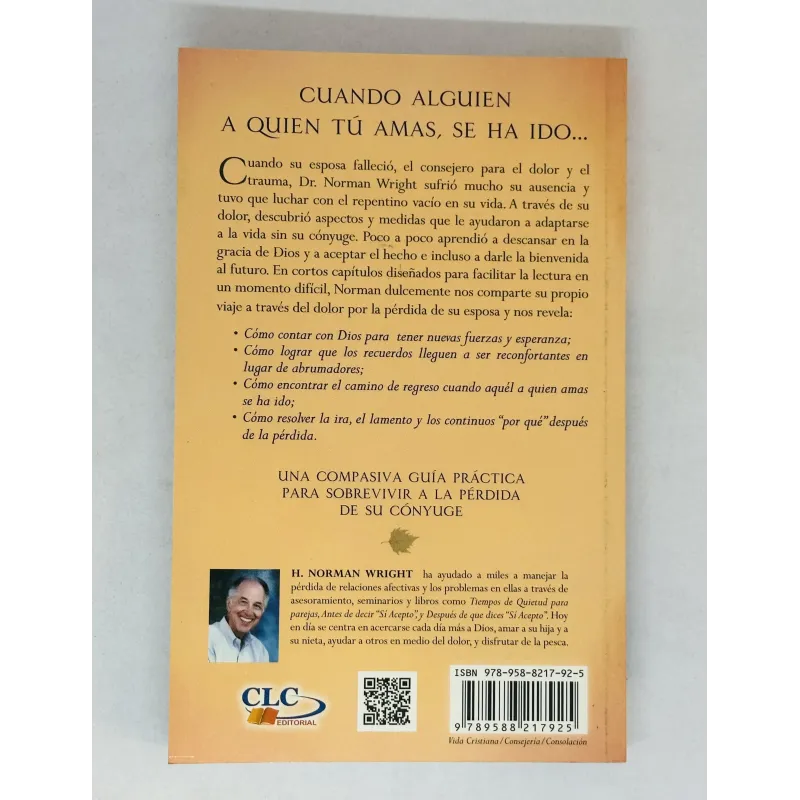 CUANDO ALGUIEN
A QUIEN TÚ AMAS, SE HA IDO...
Cuando su esposa falleció, el consejero para el dolor y el
trauma, Dr. Norman Wright sufrió mucho su ausencia y
tuvo que luchar con el repentino vacío en su vida. A través de su
dolor, descubrió aspectos y medidas que le ayudaron a adaptarse
a la vida sin su cónyuge. Poco a poco aprendió a descansar en la
gracia de Dios y a aceptar el hecho e incluso a darle la bienvenida
al futuro. En cortos capítulos diseñados para facilitar la lectura en
un momento difícil, Norman dulcemente nos comparte su propio
viaje a través del dolor por la pérdida de su esposa y nos revela:
• Cómo contar con Dios para tener nuevas fuerzas y esperanza;
• Cómo lograr que los recuerdos lleguen a ser reconfortantes en
lugar de abrumadores;
• Cómo encontrar el camino de regreso cuando aquél a quien amas
se ha ido;
• Cómo resolver la ira, el lamento y los continuos "por qué" después
de la pérdida.
UNA COMPASIVA GUÍA PRÁCTICA
PARA SOBREVIVIR A LA PÉRDIDA
DE SU CÓNYUGE
H. NORMAN WRIGHT ha ayudado a miles a manejar la
pérdida de relaciones afectivas y los problemas en ellas a través de
asesoramiento, seminarios y libros como Tiempos de Quietud para
parejas, Antes de decir "Sí Acepto", y Después de que dices "Sí Acepto". Hoy
en día se centra en acercarse cada día más a Dios, amar a su hija y a
su nieta, ayudar a otros en medio del dolor, y disfrutar de la pesca.
CLC
EDITORIAL
ISBN 978-958-8217-92-5
9 789588 217925
Vida Cristiana / Consejería / Consolación